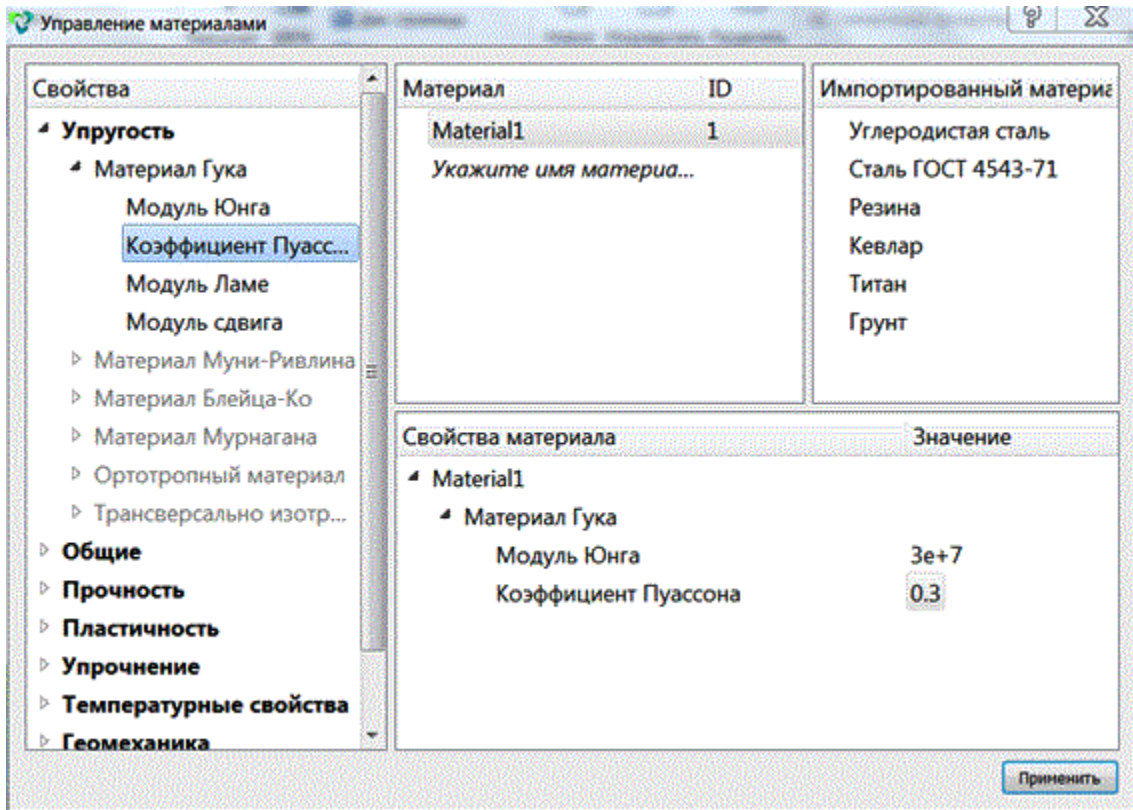 Управление материалами
Свойства
Упругость
Материал Гука
Модуль Юнга
Коэффициент Пуасс...
Модуль Ламе
Модуль сдвига
Материал Муни-Ривлина
Материал Блейца-Ко
Материал Мурнагана
Ортотропный материал
Трансверсально изотр...
Общие
Прочность
Пластичность
Упрочнение
Температурные свойства
Геомеханика
Материал ID
Material1 1
Укажите имя материа...
Импортированный материа
Углеродистая сталь
Сталь ГОСТ 4543-71
Резина
Кевлар
Титан
Грунт
Свойства материала Значение
Material1
Материал Гука
Модуль Юнга 3e+7
Коэффициент Пуассона 0.3
Применить